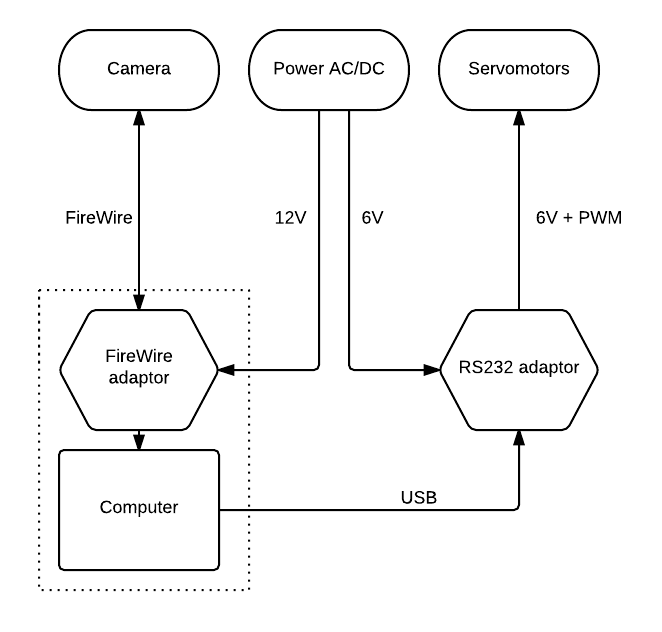 Camera
Power AC/DC
Servomotors
FireWire
12V
6V
6V + PWM
FireWire
adaptor
RS232 adaptor
Computer
USB